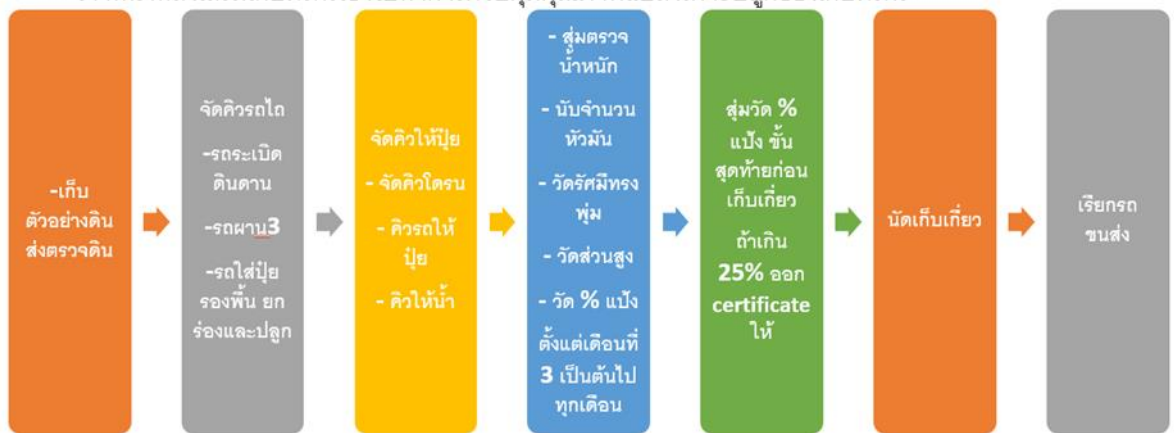 -เก็บ
ตัวอย่างดิน
ส่งตรวจดิน
จัดคิวรถไถ
-รถระเบิด
ดินดาน
-รถผาน3
-รถใส่ปุ๋ย
รองพื้น ยก
ร่องและปลูก
จัดคิวให้ปุ๋ย
- จัดคิวโดรน
- คิวรถให้
ปุ๋ย
- คิวให้น้ำ
- สุ่มตรวจ
น้ำหนัก
- นับจำนวน
หัวมัน
- วัดรัศมีทรง
พุ่ม
- วัดส่วนสูง
- วัด % แป้ง
ตั้งแต่เดือนที่
3 เป็นต้นไป
ทุกเดือน
สุ่มวัด %
แป้ง ขั้น
สุดท้ายก่อน
เก็บเกี่ยว
ถ้าเกิน
25% ออก
certificate
ให้
นัดเก็บเกี่ยว
เรียกรถ
ขนส่ง